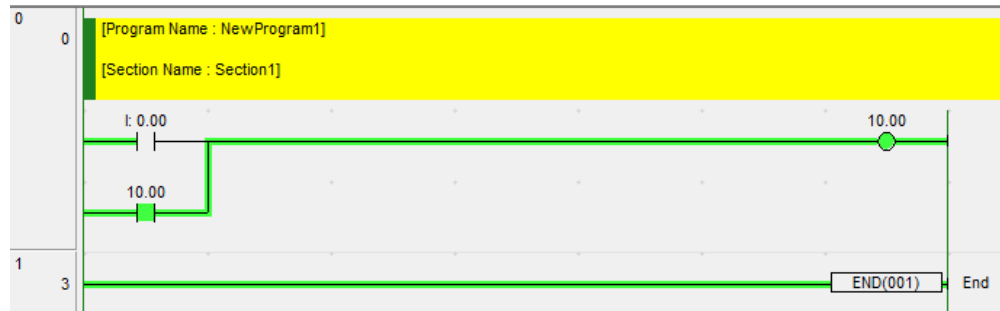 0
0
[Program Name : NewProgram1]
[Section Name : Section1]
I: 0.00
10.00
10.00
1
3
END(001)
End